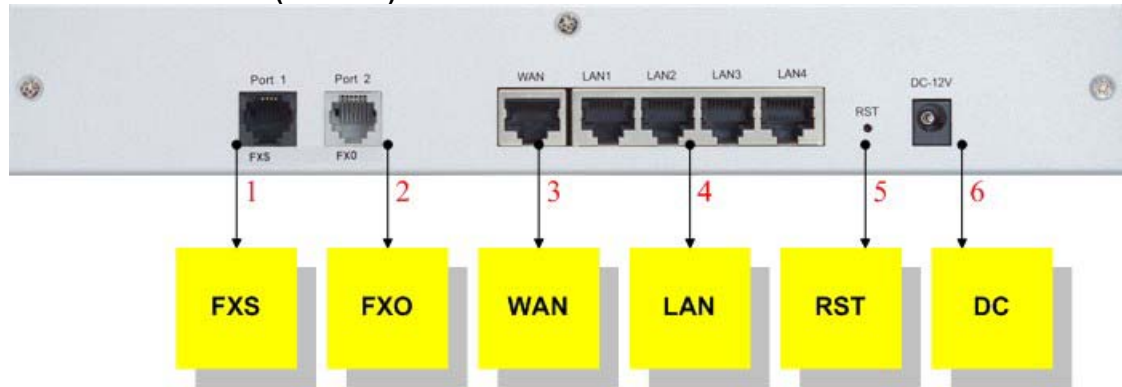 Port 1 Port 2 WAN LAN1 LAN2 LAN3 LAN4 DC-12V
RST
FXS FXO
1 2 3 4 5 6
FXS FXO WAN LAN RST DC